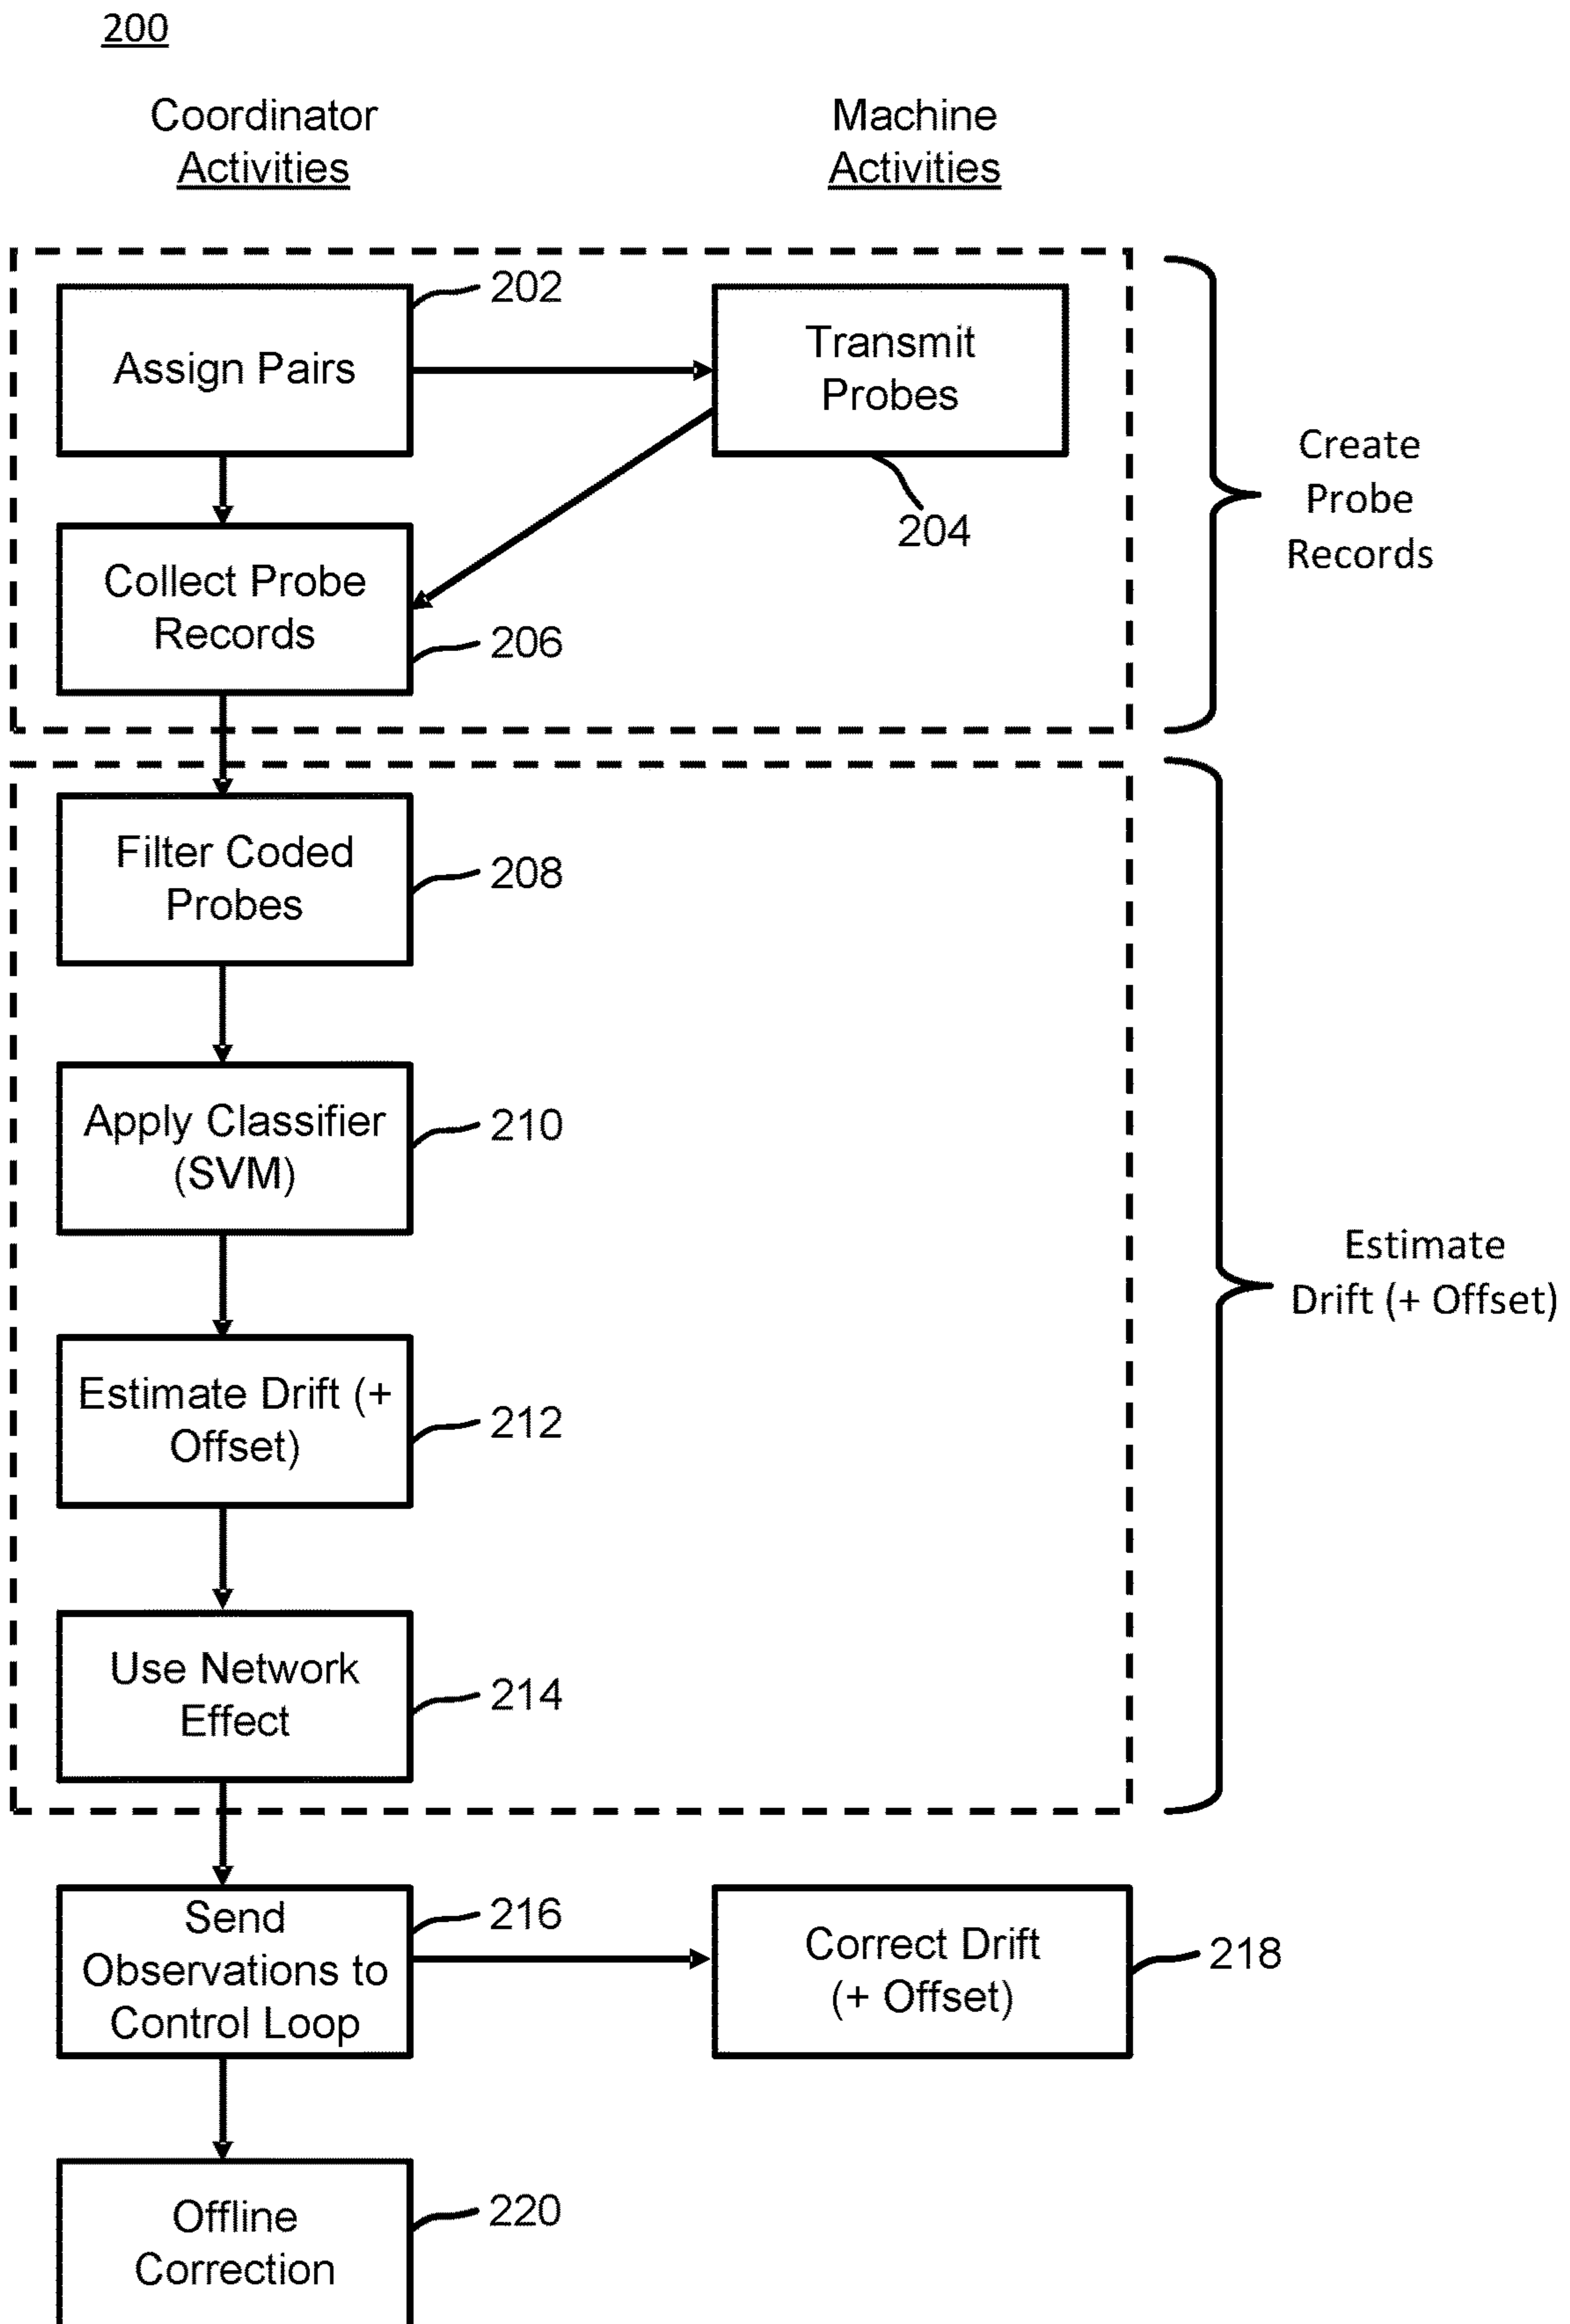 200
Coordinator
Activities
Machine
Activities
202
Assign Pairs
Transmit
Probes
204
Collect Probe
Records
206
Create
Probe
Records
Filter Coded
Probes
208
Apply Classifier
(SVM)
210
Estimate Drift (+
Offset)
212
Use Network
Effect
214
Estimate
Drift (+ Offset)
Send
Observations to
Control Loop
216
Correct Drift
(+ Offset)
218
Offline
Correction
220